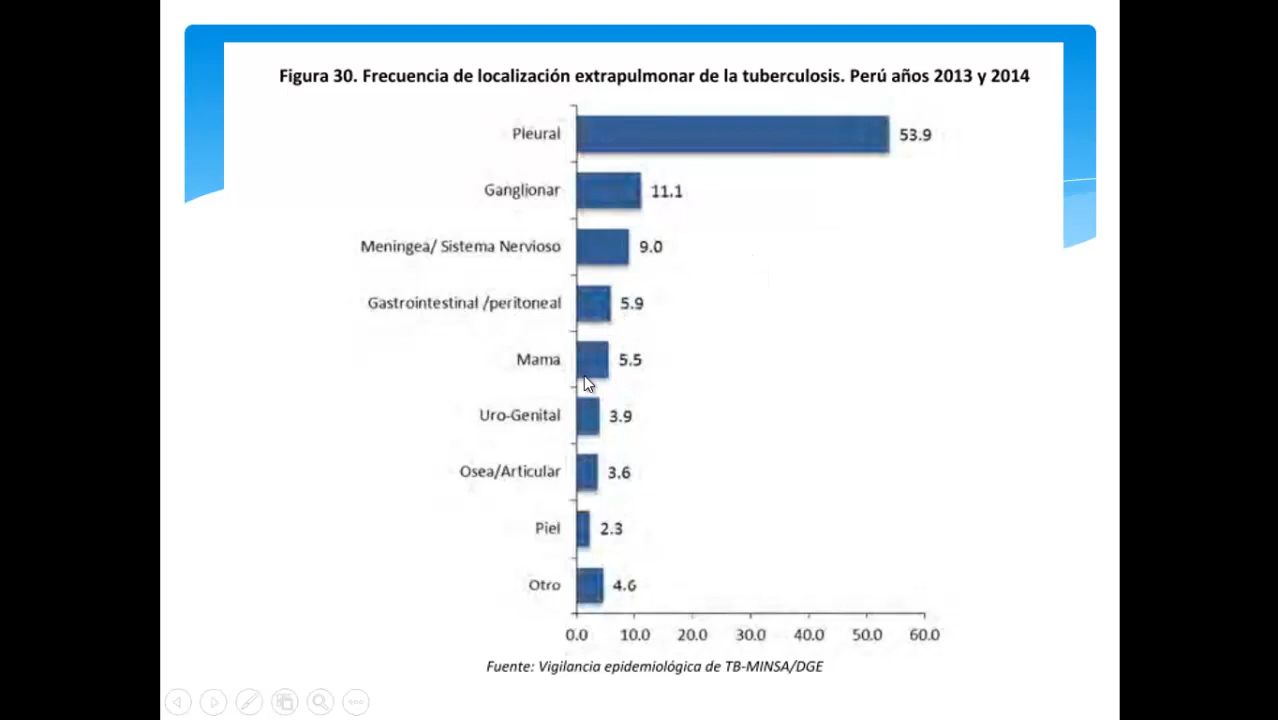 Figura 30. Frecuencia de localización extrapulmonar de la tuberculosis. Perú años 2013 y 2014
Pleural 53.9
Ganglionar 11.1
Meningea/ Sistema Nervioso 9.0
Gastrointestinal /peritoneal 5.9
Mama 5.5
Uro-Genital 3.9
Osea/Articular 3.6
Piel 2.3
Otro 4.6
0.0 10.0 20.0 30.0 40.0 50.0 60.0
Fuente: Vigilancia epidemiológica de TB-MINSA/DGE